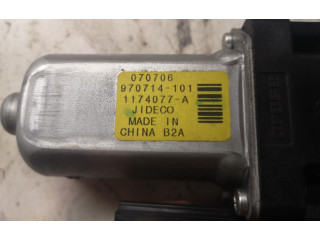 070706
970714-101
1174077-A
JIDECO
MADE IN
CHINA B2A